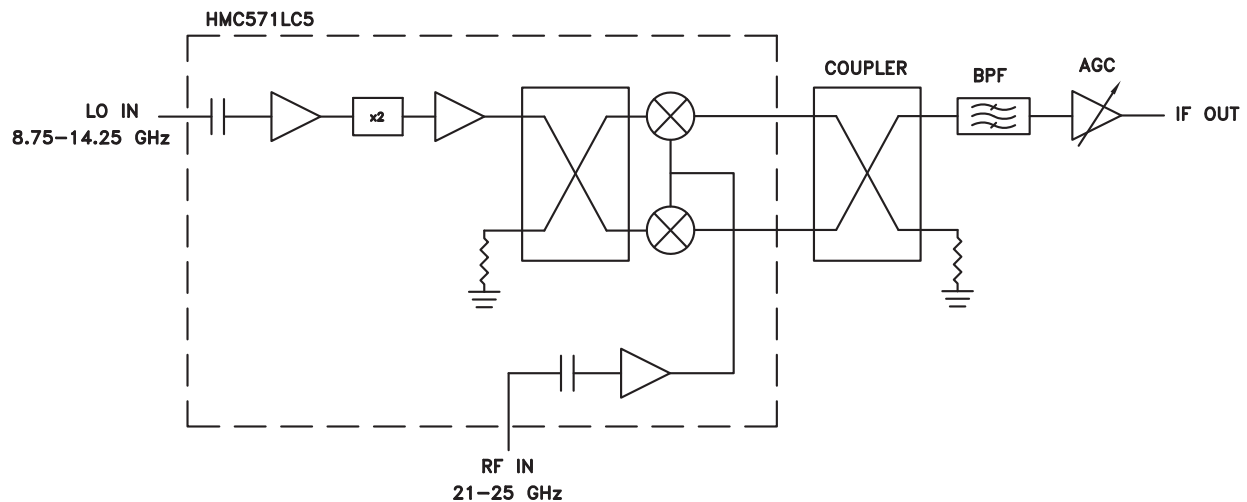 HMC571LC5
COUPLER
BPF
AGC
LO IN
8.75–14.25 GHz
x2
IF OUT
RF IN
21–25 GHz